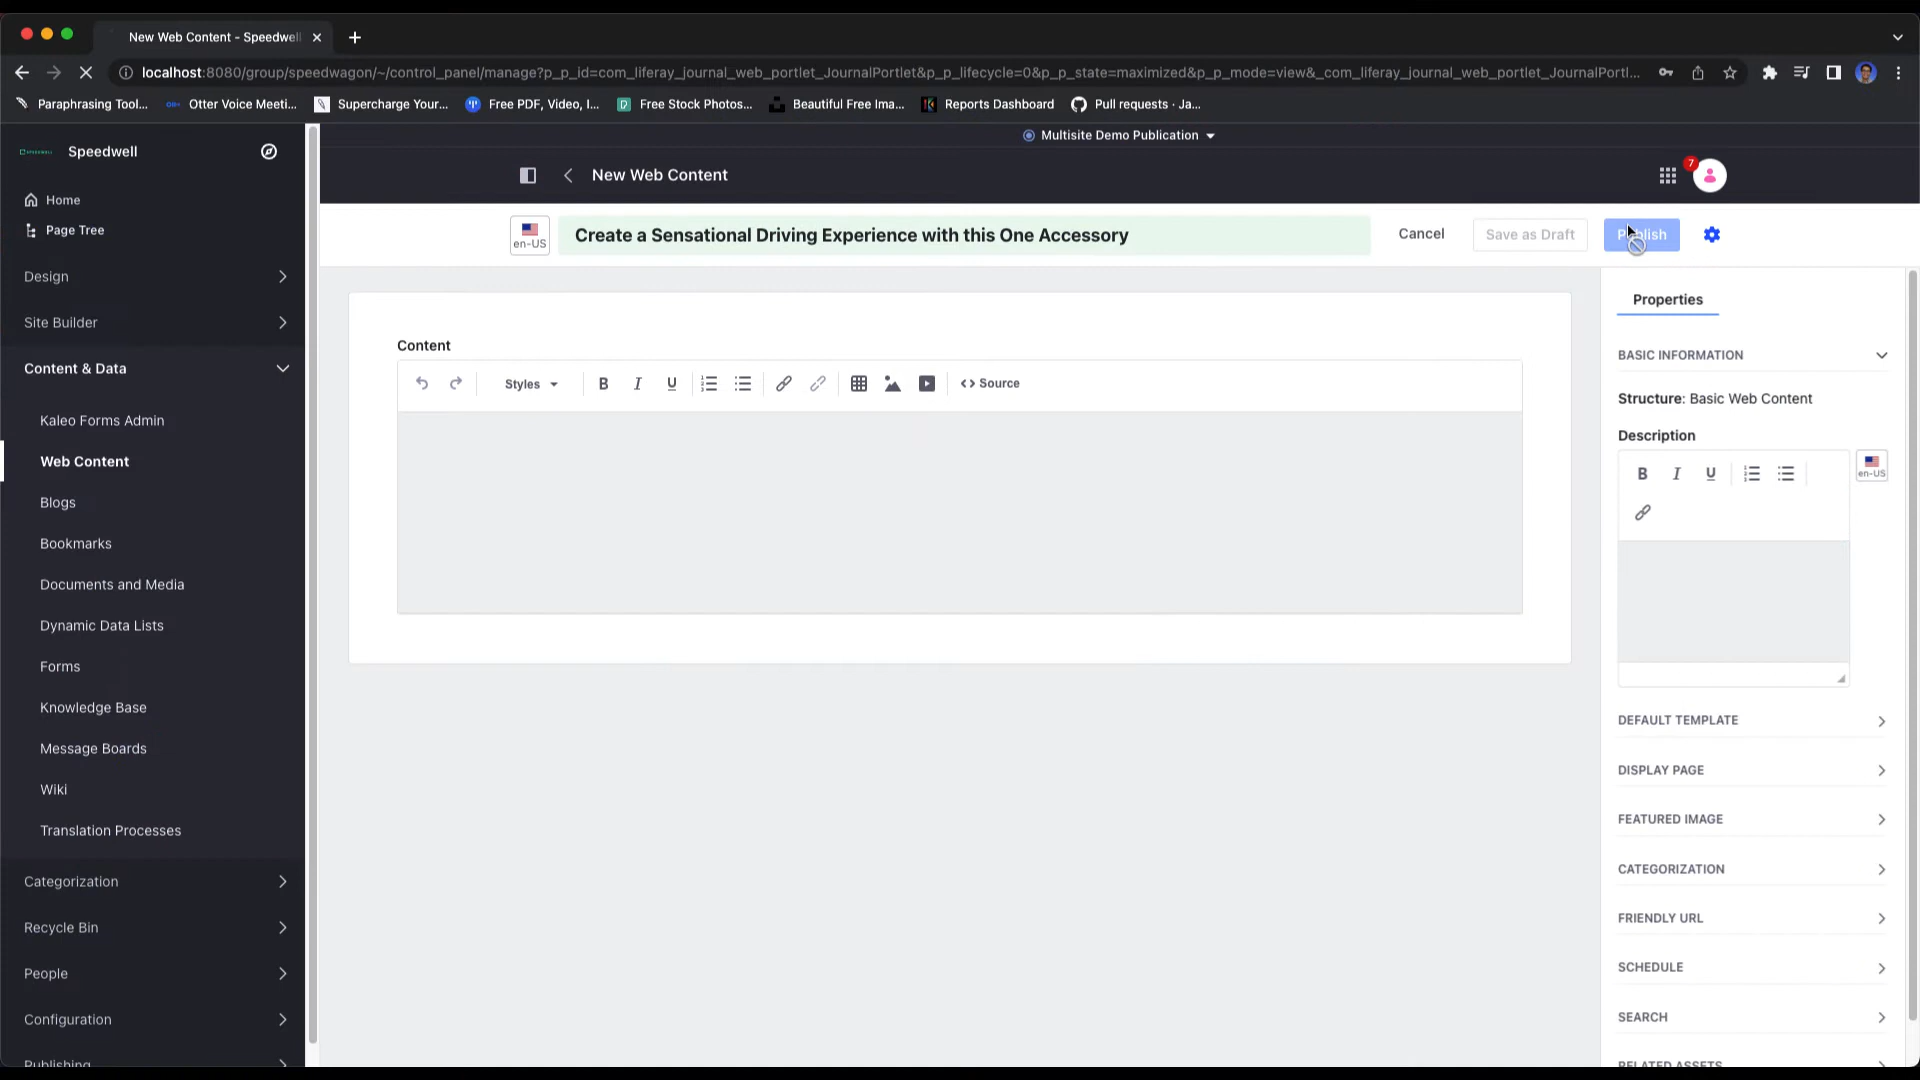 New Web Content - Speedwell
localhost:8080/group/speedwagon/~/control_panel/manage?p_p_id=com_liferay_journal_web_portlet_JournalPortlet&p_p_lifecycle=0&p_p_state=maximized&p_p_mode=view&_com_liferay_journal_web_portlet_JournalPortl...
Paraphrasing Tool...
Otter Voice Meeti...
Supercharge Your...
Free PDF, Video, I...
Free Stock Photos...
Beautiful Free Ima...
Reports Dashboard
Pull requests · Ja...
Speedwell
Multisite Demo Publication
New Web Content
7
Home
Page Tree
Design
Site Builder
Content & Data
Kaleo Forms Admin
Web Content
Blogs
Bookmarks
Documents and Media
Dynamic Data Lists
Forms
Knowledge Base
Message Boards
Wiki
Translation Processes
Categorization
Recycle Bin
People
Configuration
Publishing
en-US
Create a Sensational Driving Experience with this One Accessory
Cancel
Save as Draft
Publish
Content
Styles
B I U
Source
Properties
BASIC INFORMATION
Structure: Basic Web Content
Description
B I U
en-US
DEFAULT TEMPLATE
DISPLAY PAGE
FEATURED IMAGE
CATEGORIZATION
FRIENDLY URL
SCHEDULE
SEARCH
RELATED ASSETS